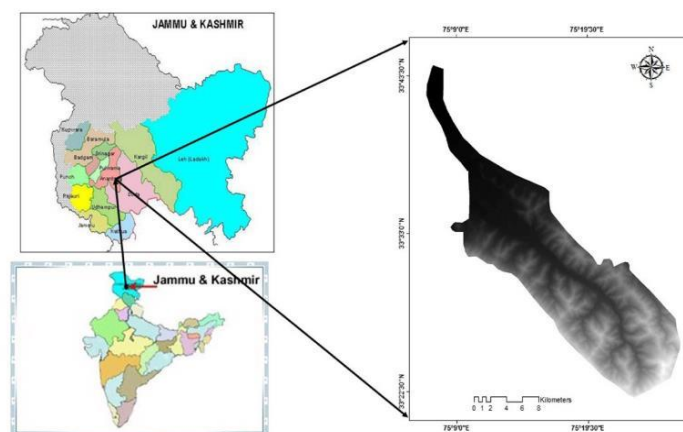 JAMMU & KASHMIR
Kupwara
Baramula
Srinagar
Badgam
Kargil
Leh (Ladakh)
Pulwama
Punch
Anantnag
Rajauri
Doda
Udhampur
Jammu
Kathua
Jammu & Kashmir
75°9'0"E
75°19'30"E
N
W
E
S
33°43'30"N
33°33'0"N
33°22'30"N
Kilometers
0 1 2 4 6 8
75°9'0"E
75°19'30"E